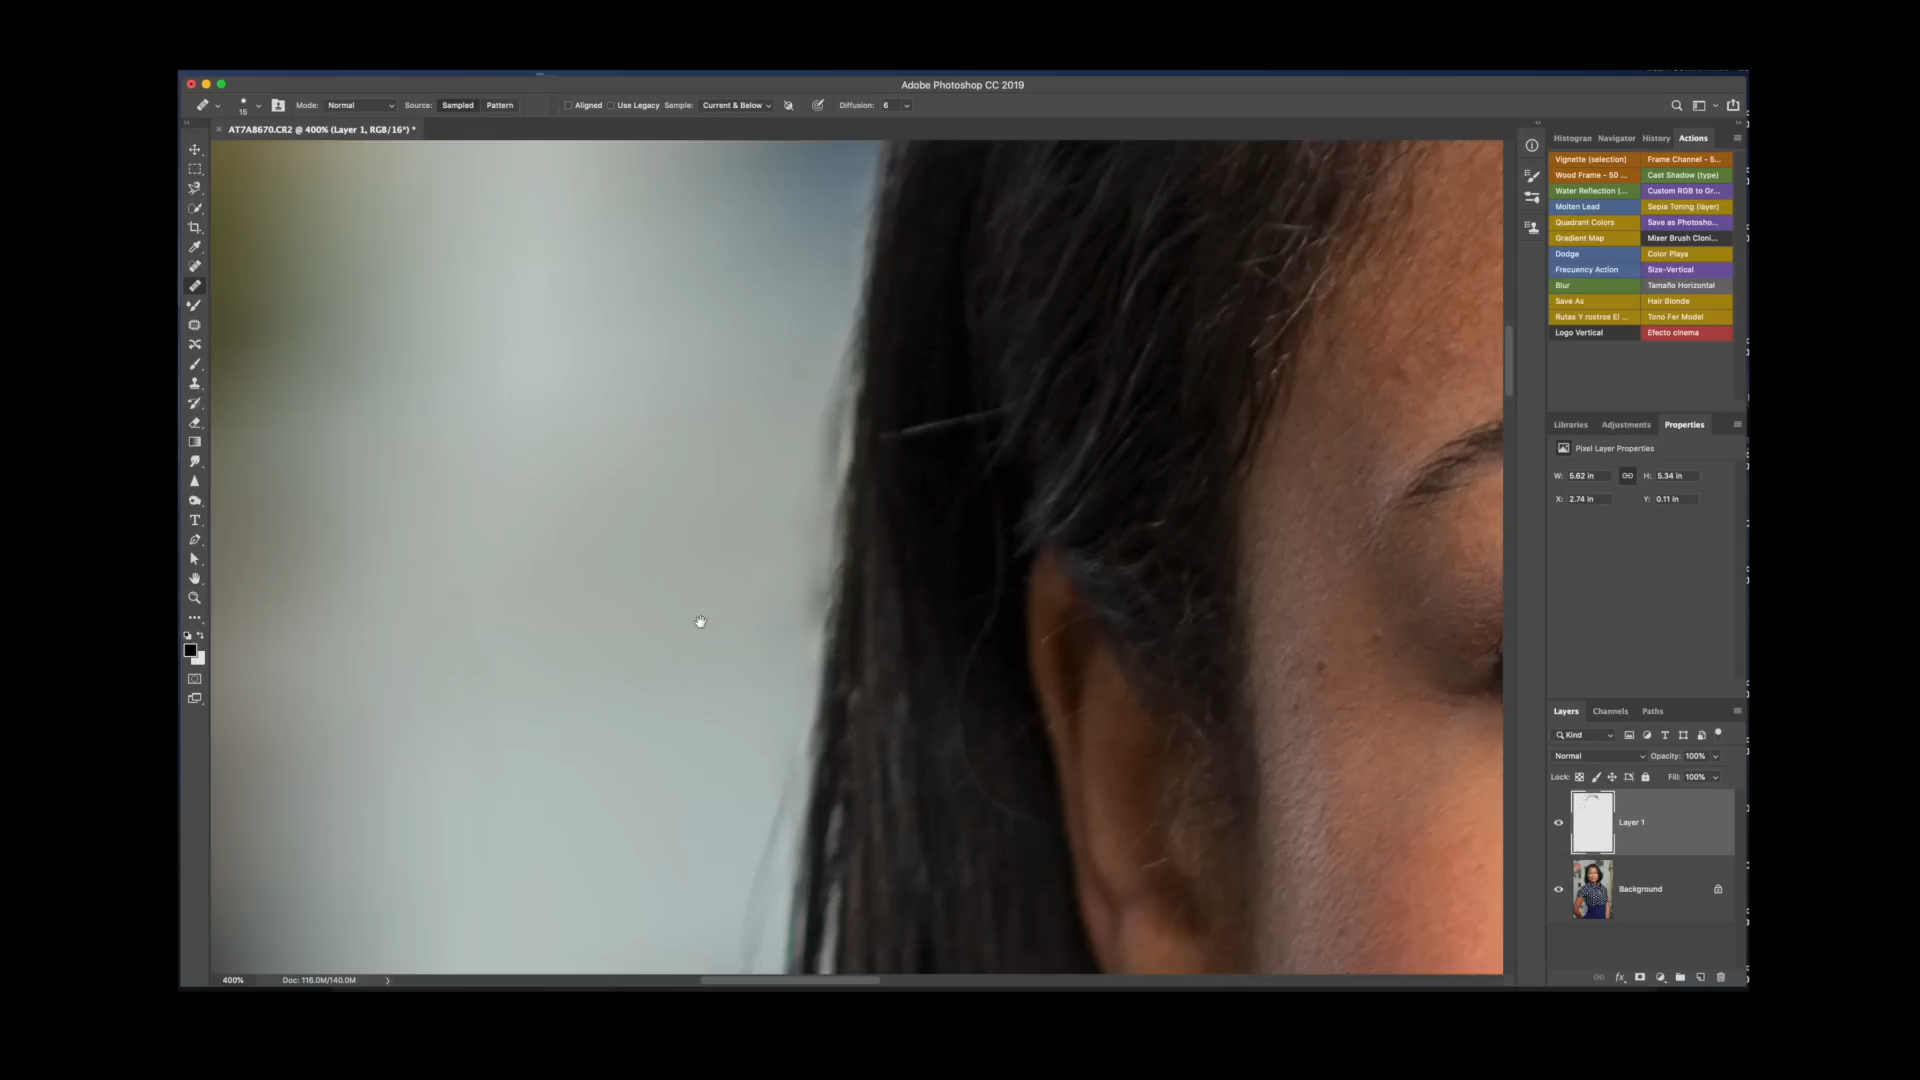 Adobe Photoshop CC 2019
15
Mode: Normal Source: Sampled Pattern Aligned Use Legacy Sample: Current & Below Diffusion: 6
× AT7A8670.CR2 @ 400% (Layer 1, RGB/16*) *
Histogran Navigator History Actions
Vignette (selection) Frame Channel - 5...
Wood Frame - 50 ... Cast Shadow (type)
Water Reflection (... Custom RGB to Gr...
Molten Lead Sepia Toning (layer)
Quadrant Colors Save as Photosho...
Gradient Map Mixer Brush Cloni...
Dodge Color Playa
Frecuency Action Size-Vertical
Blur Tamaño Horizontal
Save As Hair Blonde
Rutas Y rostros El ... Tono Fer Model
Logo Vertical Efecto cinema
Libraries Adjustments Properties
Pixel Layer Properties
W: 5.62 in H: 5.34 in
X: 2.74 in Y: 0.11 in
Layers Channels Paths
Kind
Normal Opacity: 100%
Lock: Fill: 100%
Layer 1
Background
fx
400% Doc: 116.0M/140.0M